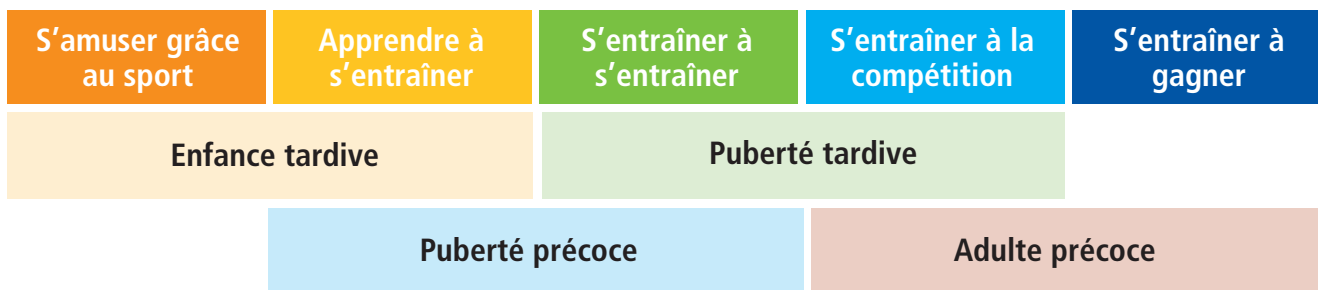 S’amuser grâce
au sport
Apprendre à
s’entraîner
S’entraîner à
s’entraîner
S’entraîner à la
compétition
S’entraîner à
gagner
Enfance tardive
Puberté tardive
Puberté précoce
Adulte précoce